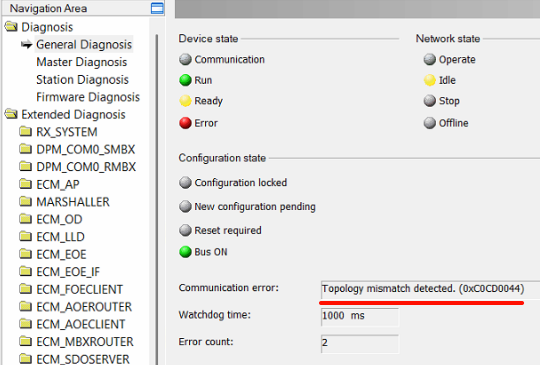 Navigation Area
Diagnosis
General Diagnosis
Master Diagnosis
Station Diagnosis
Firmware Diagnosis
Extended Diagnosis
RX_SYSTEM
DPM_COM0_SMBX
DPM_COM0_RMBX
ECM_AP
MARSHALLER
ECM_OD
ECM_LLD
ECM_EOE
ECM_EOE_IF
ECM_FOECLIENT
ECM_AOEROUTER
ECM_AOECLIENT
ECM_MBXROUTER
ECM_SDOSERVER
Device state
Communication
Run
Ready
Error
Network state
Operate
Idle
Stop
Offline
Configuration state
Configuration locked
New configuration pending
Reset required
Bus ON
Communication error: Topology mismatch detected. (0xC0CD0044)
Watchdog time: 1000 ms
Error count: 2